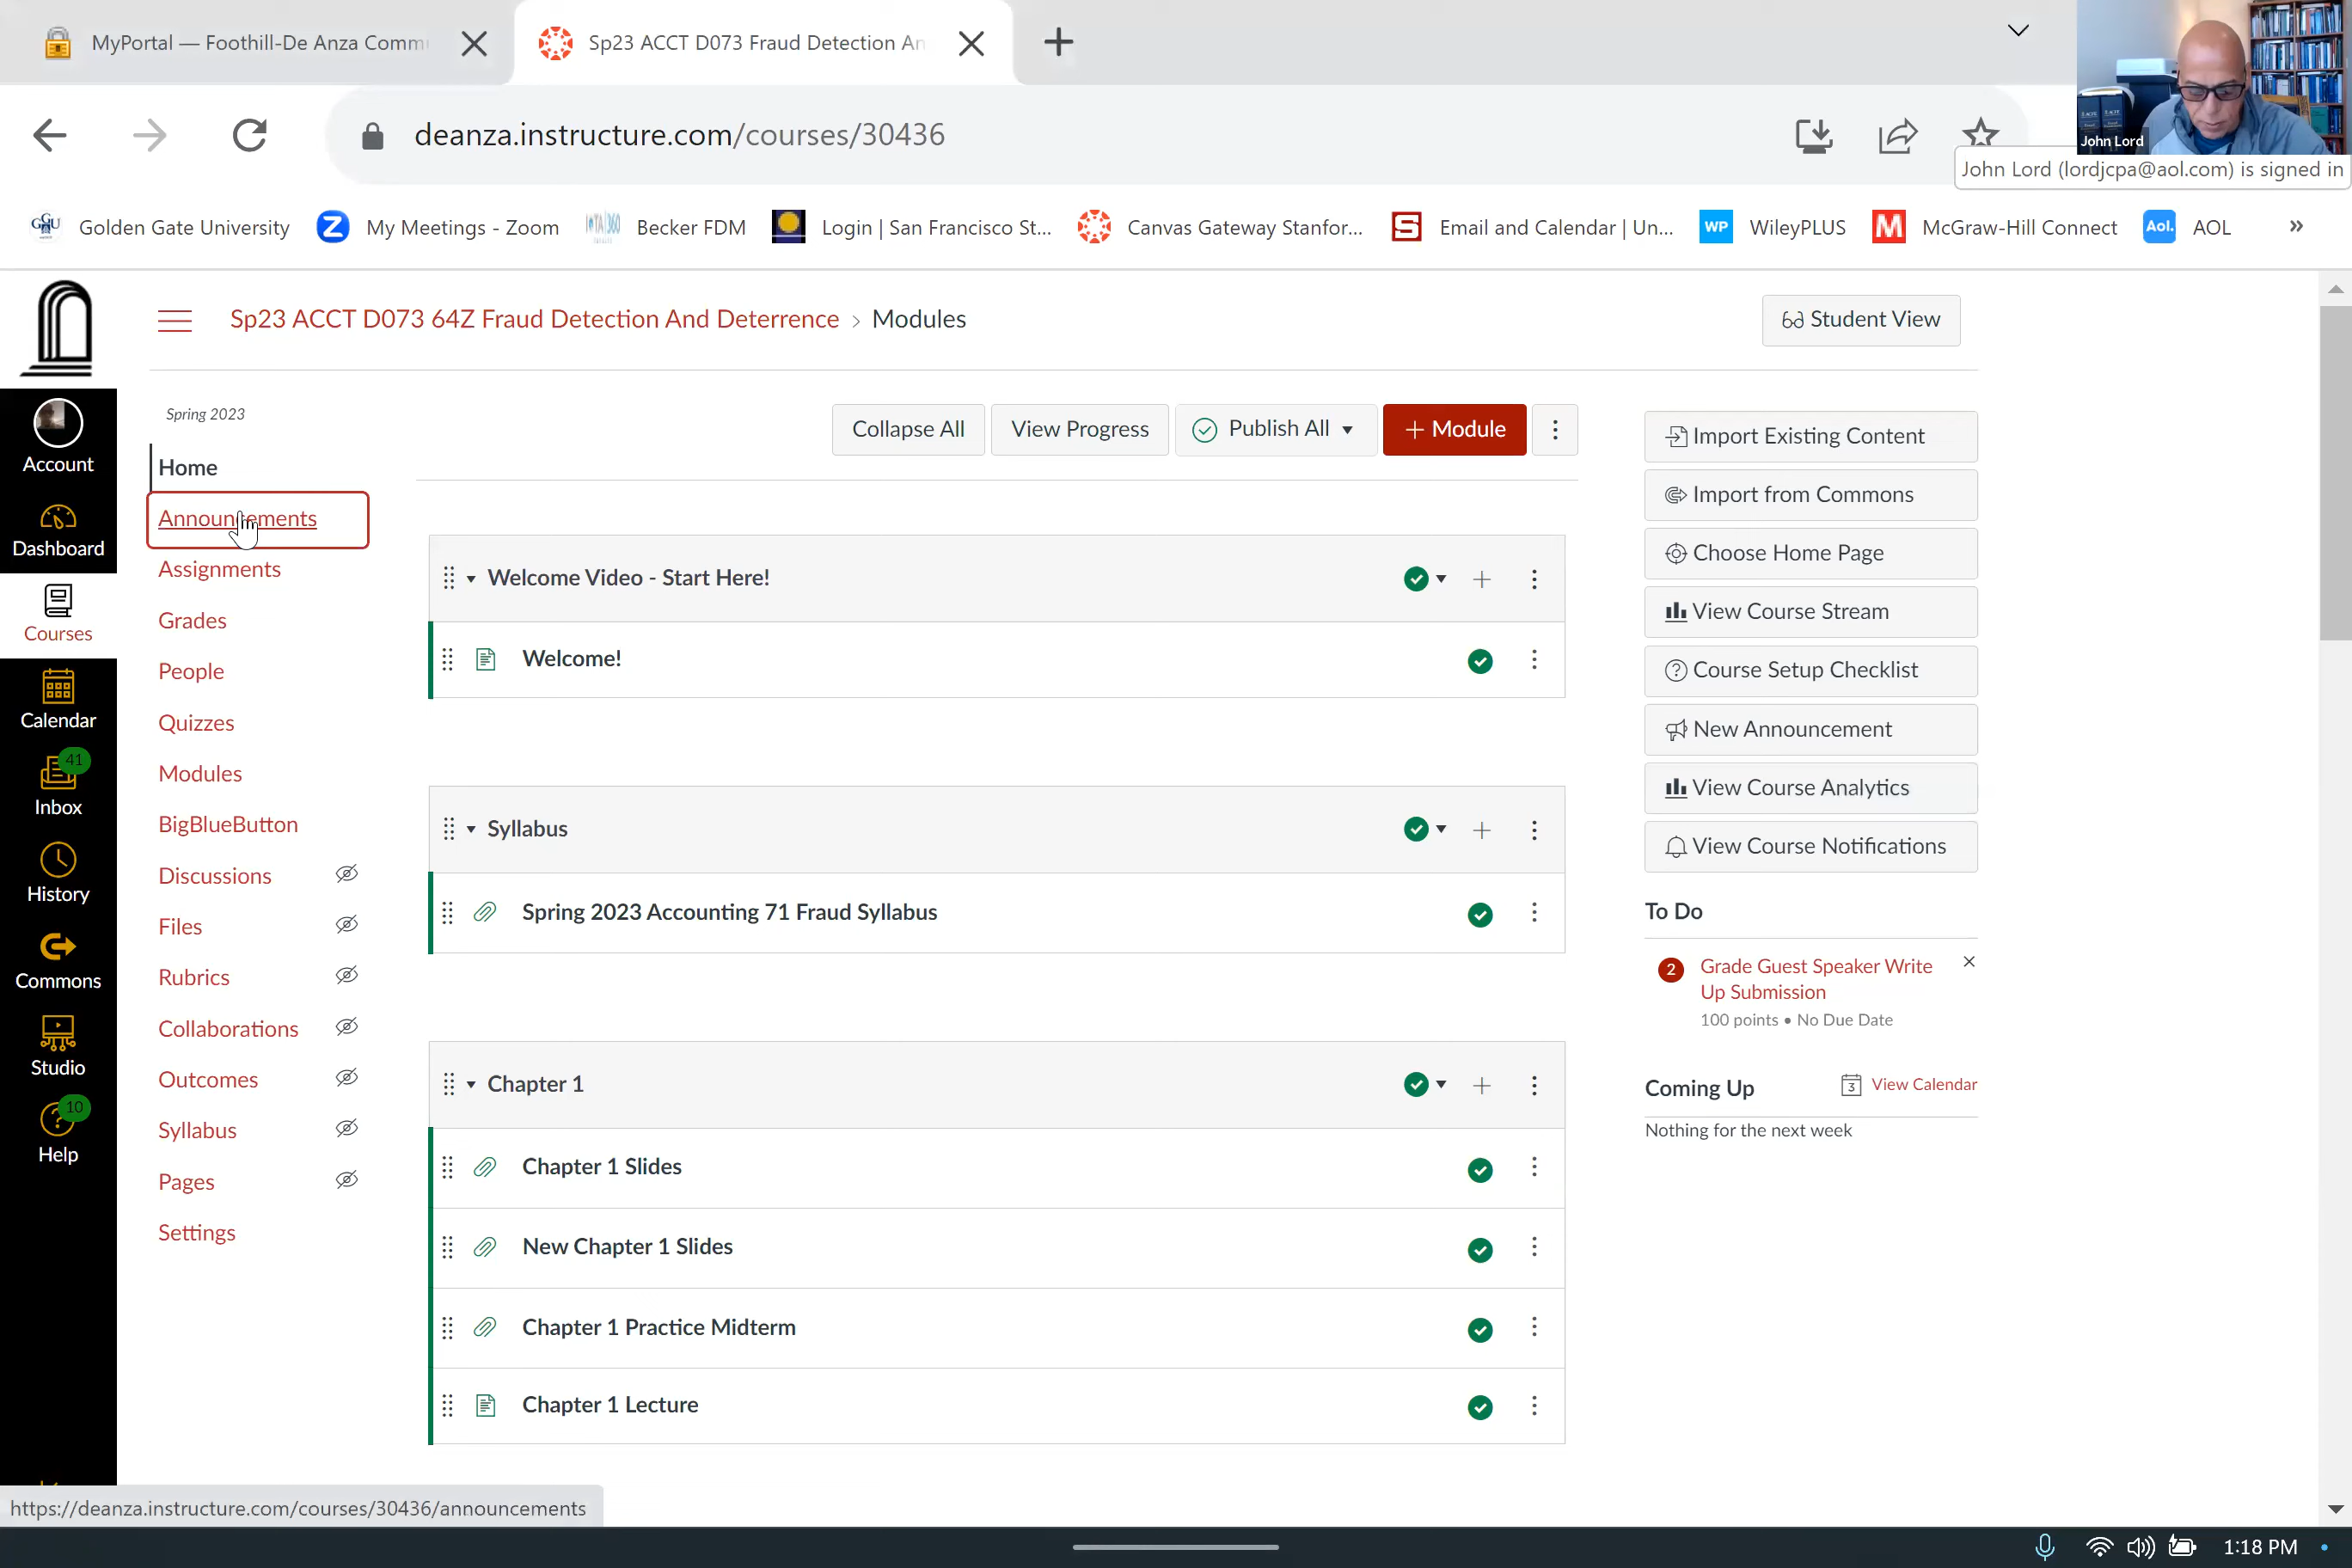 MyPortal — Foothill-De Anza Comm
Sp23 ACCT D073 Fraud Detection An
deanza.instructure.com/courses/30436
John Lord
John Lord (lordjcpa@aol.com) is signed in
GGU
Golden Gate University
My Meetings - Zoom
Becker FDM
Login | San Francisco St...
Canvas Gateway Stanfor...
S
Email and Calendar | Un...
WP
WileyPLUS
M
McGraw-Hill Connect
Aol.
AOL
»
Sp23 ACCT D073 64Z Fraud Detection And Deterrence › Modules
Student View
Account
Dashboard
Courses
Calendar
41
Inbox
History
Commons
Studio
10
Help
Spring 2023
Home
Announcements
Assignments
Grades
People
Quizzes
Modules
BigBlueButton
Discussions
Files
Rubrics
Collaborations
Outcomes
Syllabus
Pages
Settings
Collapse All
View Progress
Publish All
+ Module
Welcome Video - Start Here!
Welcome!
Syllabus
Spring 2023 Accounting 71 Fraud Syllabus
Chapter 1
Chapter 1 Slides
New Chapter 1 Slides
Chapter 1 Practice Midterm
Chapter 1 Lecture
Import Existing Content
Import from Commons
Choose Home Page
View Course Stream
Course Setup Checklist
New Announcement
View Course Analytics
View Course Notifications
To Do
2
Grade Guest Speaker Write
Up Submission
100 points • No Due Date
Coming Up
3
View Calendar
Nothing for the next week
https://deanza.instructure.com/courses/30436/announcements
1:18 PM